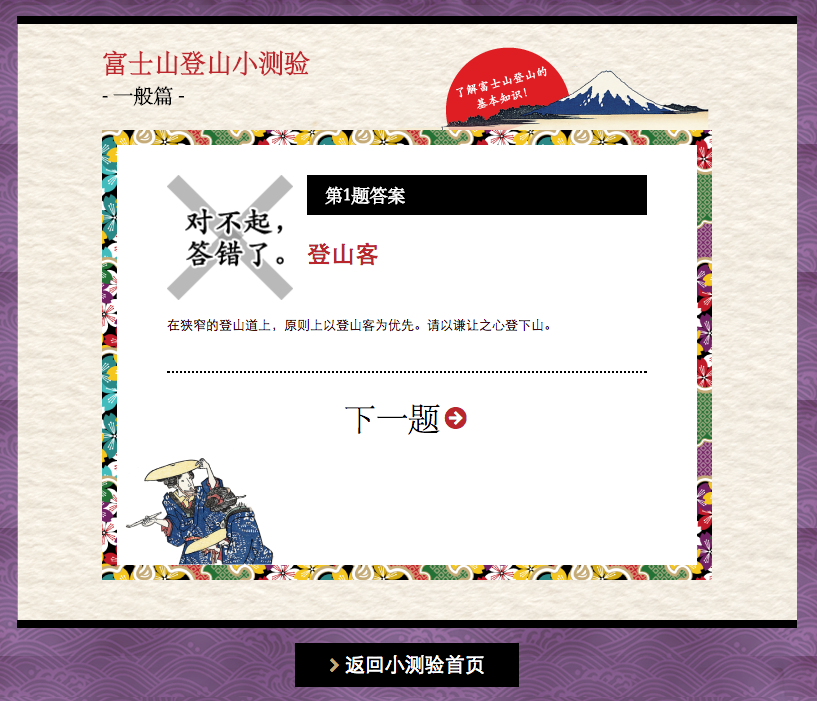 富士山登山小测验
- 一般篇 -
了解富士山登山的
基本知识！
第1题答案
对不起，
答错了。
登山客
在狭窄的登山道上，原则上以登山客为优先。请以谦让之心登下山。
下一题
返回小测验首页